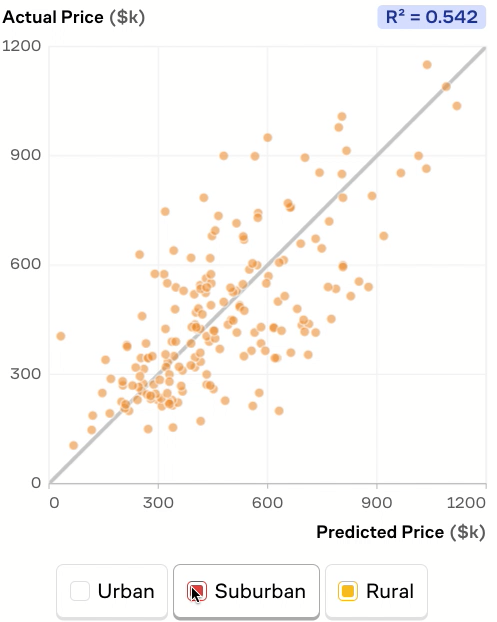 Actual Price ($k)
R² = 0.542
1200
900
600
300
0
0 300 600 900 1200
Predicted Price ($k)
Urban Suburban Rural